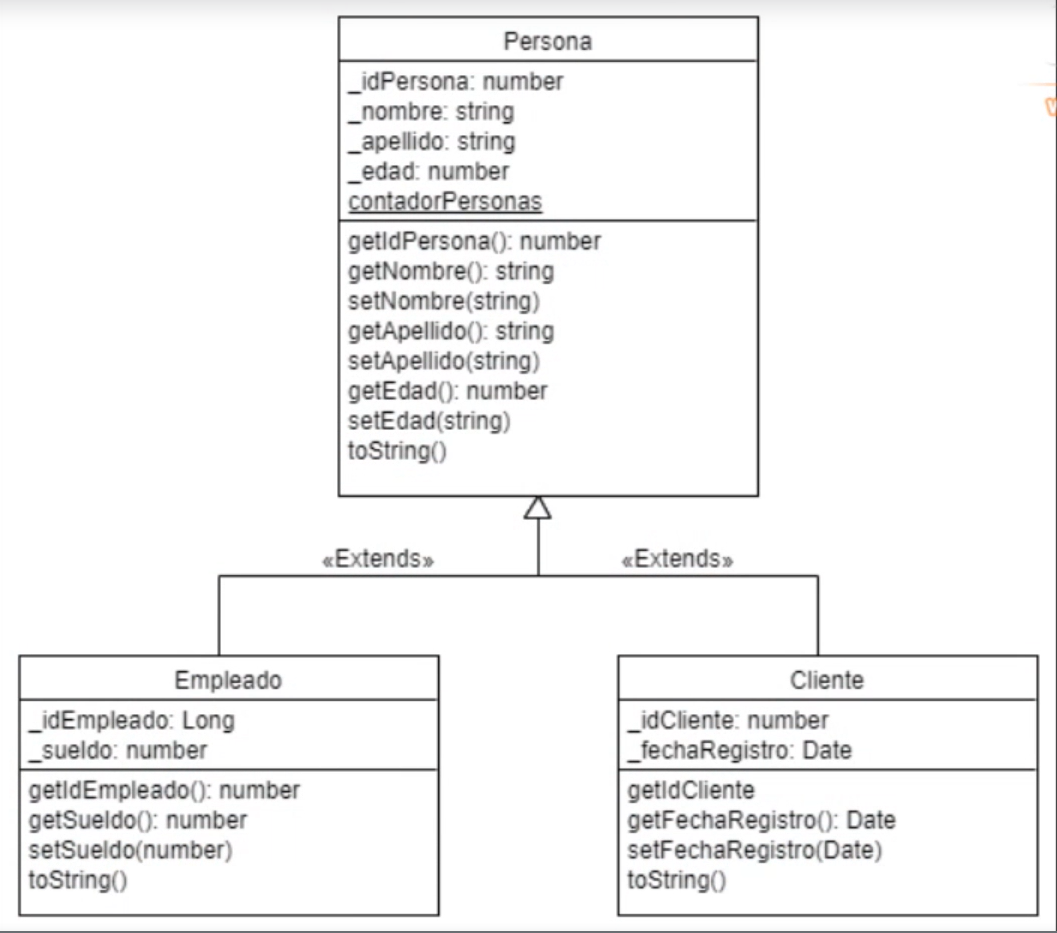 Persona
_idPersona: number
_nombre: string
_apellido: string
_edad: number
contadorPersonas
getIdPersona(): number
getNombre(): string
setNombre(string)
getApellido(): string
setApellido(string)
getEdad(): number
setEdad(string)
toString()
«Extends»
«Extends»
Empleado
_idEmpleado: Long
_sueldo: number
getIdEmpleado(): number
getSueldo(): number
setSueldo(number)
toString()
Cliente
_idCliente: number
_fechaRegistro: Date
getIdCliente
getFechaRegistro(): Date
setFechaRegistro(Date)
toString()